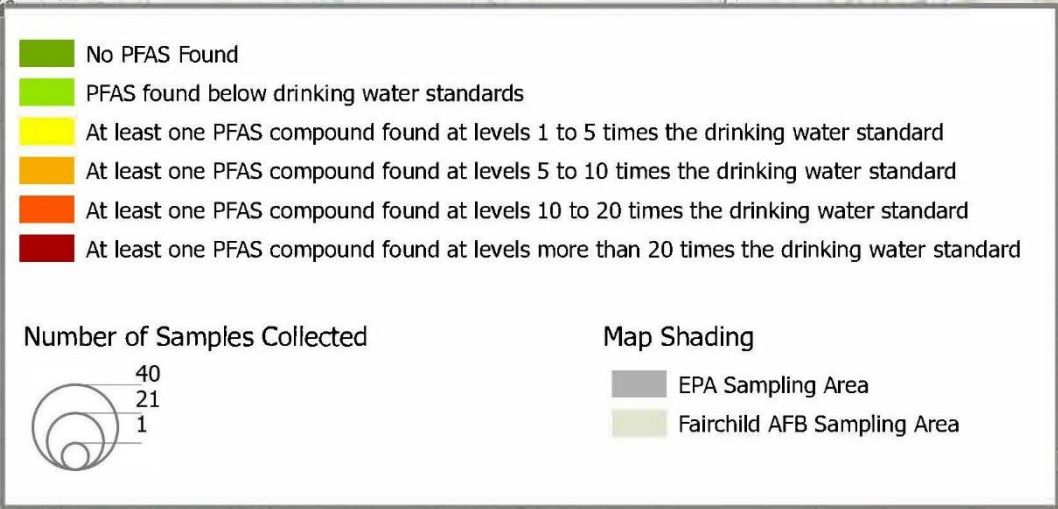 No PFAS Found
PFAS found below drinking water standards
At least one PFAS compound found at levels 1 to 5 times the drinking water standard
At least one PFAS compound found at levels 5 to 10 times the drinking water standard
At least one PFAS compound found at levels 10 to 20 times the drinking water standard
At least one PFAS compound found at levels more than 20 times the drinking water standard
Number of Samples Collected
40
21
1
Map Shading
EPA Sampling Area
Fairchild AFB Sampling Area